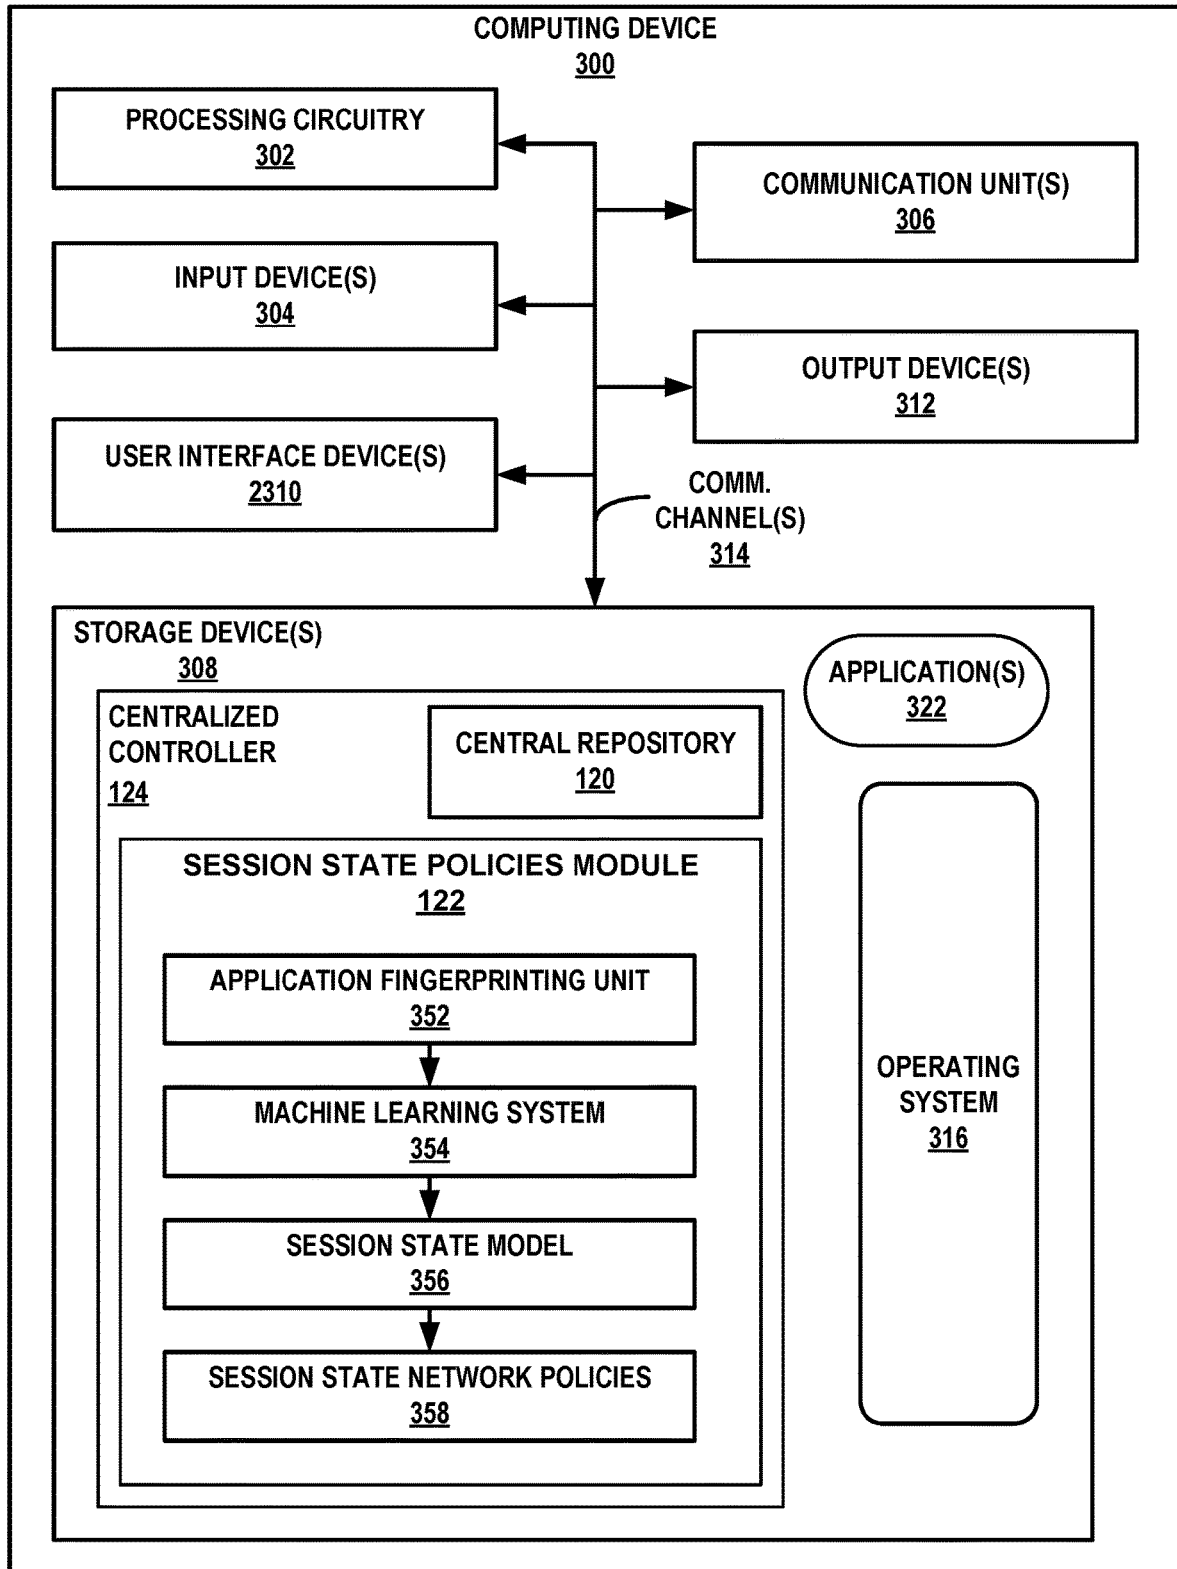 COMPUTING DEVICE
300
PROCESSING CIRCUITRY
302
COMMUNICATION UNIT(S)
306
INPUT DEVICE(S)
304
OUTPUT DEVICE(S)
312
USER INTERFACE DEVICE(S)
2310
COMM.
CHANNEL(S)
314
STORAGE DEVICE(S)
308
APPLICATION(S)
322
CENTRALIZED
CONTROLLER
124
CENTRAL REPOSITORY
120
SESSION STATE POLICIES MODULE
122
APPLICATION FINGERPRINTING UNIT
352
MACHINE LEARNING SYSTEM
354
SESSION STATE MODEL
356
SESSION STATE NETWORK POLICIES
358
OPERATING
SYSTEM
316